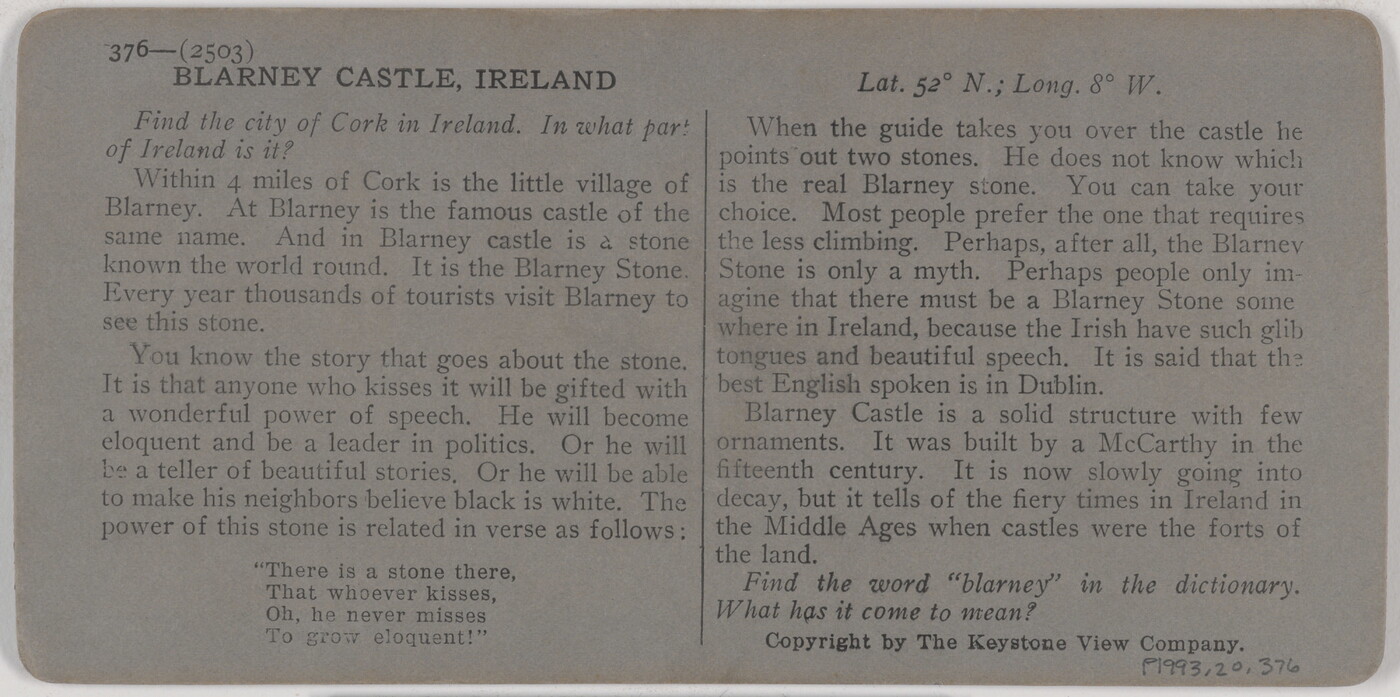 376—(2503)
BLARNEY CASTLE, IRELAND
Find the city of Cork in Ireland. In what part
of Ireland is it?
Within 4 miles of Cork is the little village of
Blarney. At Blarney is the famous castle of the
same name. And in Blarney castle is a stone
known the world round. It is the Blarney Stone.
Every year thousands of tourists visit Blarney to
see this stone.
You know the story that goes about the stone.
It is that anyone who kisses it will be gifted with
a wonderful power of speech. He will become
eloquent and be a leader in politics. Or he will
be a teller of beautiful stories. Or he will be able
to make his neighbors believe black is white. The
power of this stone is related in verse as follows:
“There is a stone there,
That whoever kisses,
Oh, he never misses
To grow eloquent!”
Lat. 52° N.; Long. 8° W.
When the guide takes you over the castle he
points out two stones. He does not know which
is the real Blarney stone. You can take your
choice. Most people prefer the one that requires
the less climbing. Perhaps, after all, the Blarney
Stone is only a myth. Perhaps people only im-
agine that there must be a Blarney Stone some
where in Ireland, because the Irish have such glib
tongues and beautiful speech. It is said that the
best English spoken is in Dublin.
Blarney Castle is a solid structure with few
ornaments. It was built by a McCarthy in the
fifteenth century. It is now slowly going into
decay, but it tells of the fiery times in Ireland in
the Middle Ages when castles were the forts of
the land.
Find the word “blarney” in the dictionary.
What has it come to mean?
Copyright by The Keystone View Company.
P1993.20.376